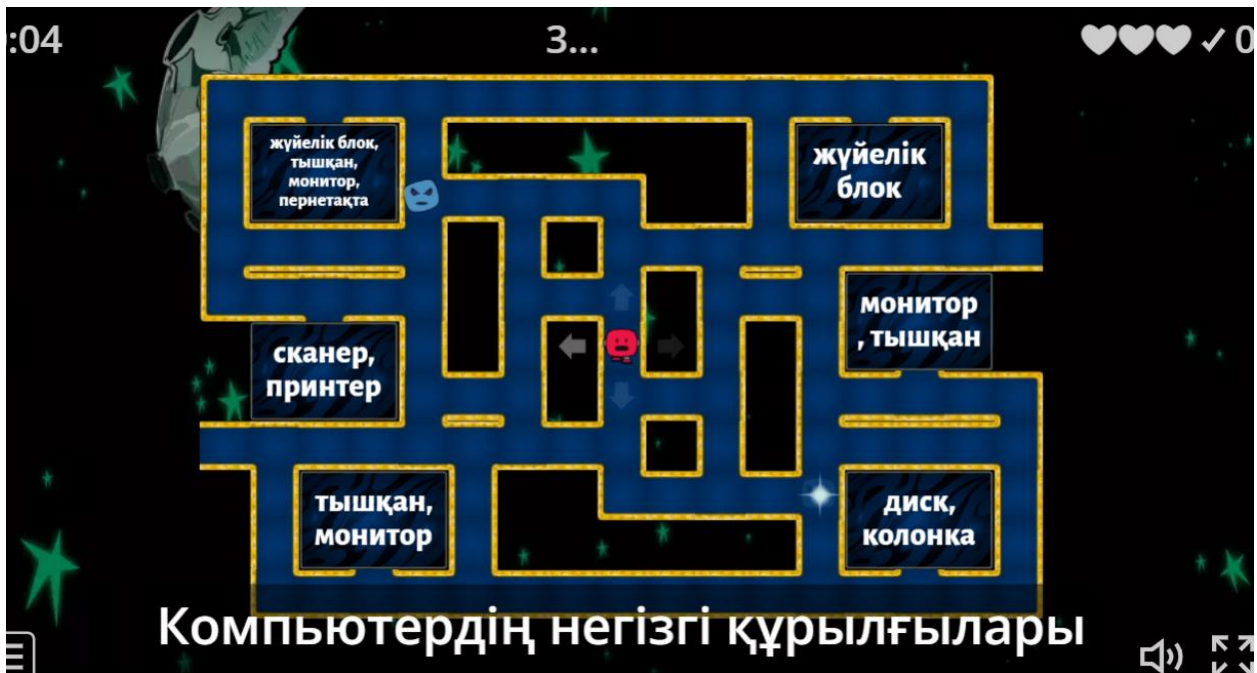 :04
3...
✓ 0
жүйелік блок,
тышқан,
монитор,
пернетақта
жүйелік
блок
монитор
, тышқан
сканер,
принтер
тышқан,
монитор
диск,
колонка
Компьютердің негізгі құрылғылары